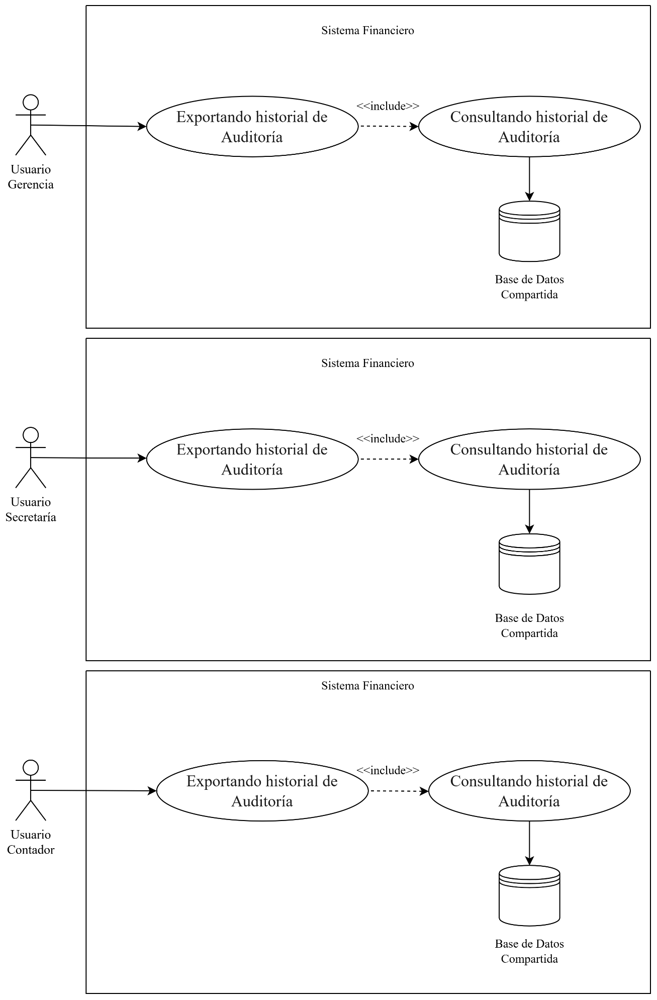 Sistema Financiero
<<include>>
Exportando historial de
Auditoría
Consultando historial de
Auditoría
Usuario
Gerencia
Base de Datos
Compartida
Sistema Financiero
<<include>>
Exportando historial de
Auditoría
Consultando historial de
Auditoría
Usuario
Secretaría
Base de Datos
Compartida
Sistema Financiero
<<include>>
Exportando historial de
Auditoría
Consultando historial de
Auditoría
Usuario
Contador
Base de Datos
Compartida